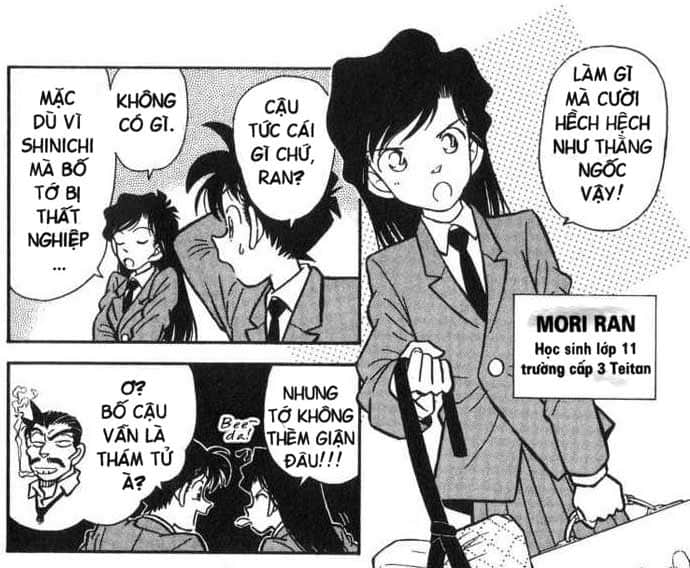 LÀM GÌ
MÀ CƯỜI
HỀCH HỆCH
NHƯ THẰNG
NGỐC
VẬY!
MORI RAN
Học sinh lớp 11
trường cấp 3 Teitan
CẬU
TỨC CÁI
GÌ CHỨ,
RAN?
KHÔNG
CÓ GÌ.
MẶC
DÙ VÌ
SHINICHI
MÀ BỐ
TỚ BỊ
THẤT
NGHIỆP
...
NHƯNG
TỚ KHÔNG
THÈM GIẬN
ĐÂU!!!
Bee-
da!
Ơ?
BỐ CẬU
VẪN LÀ
THÁM TỬ
À?